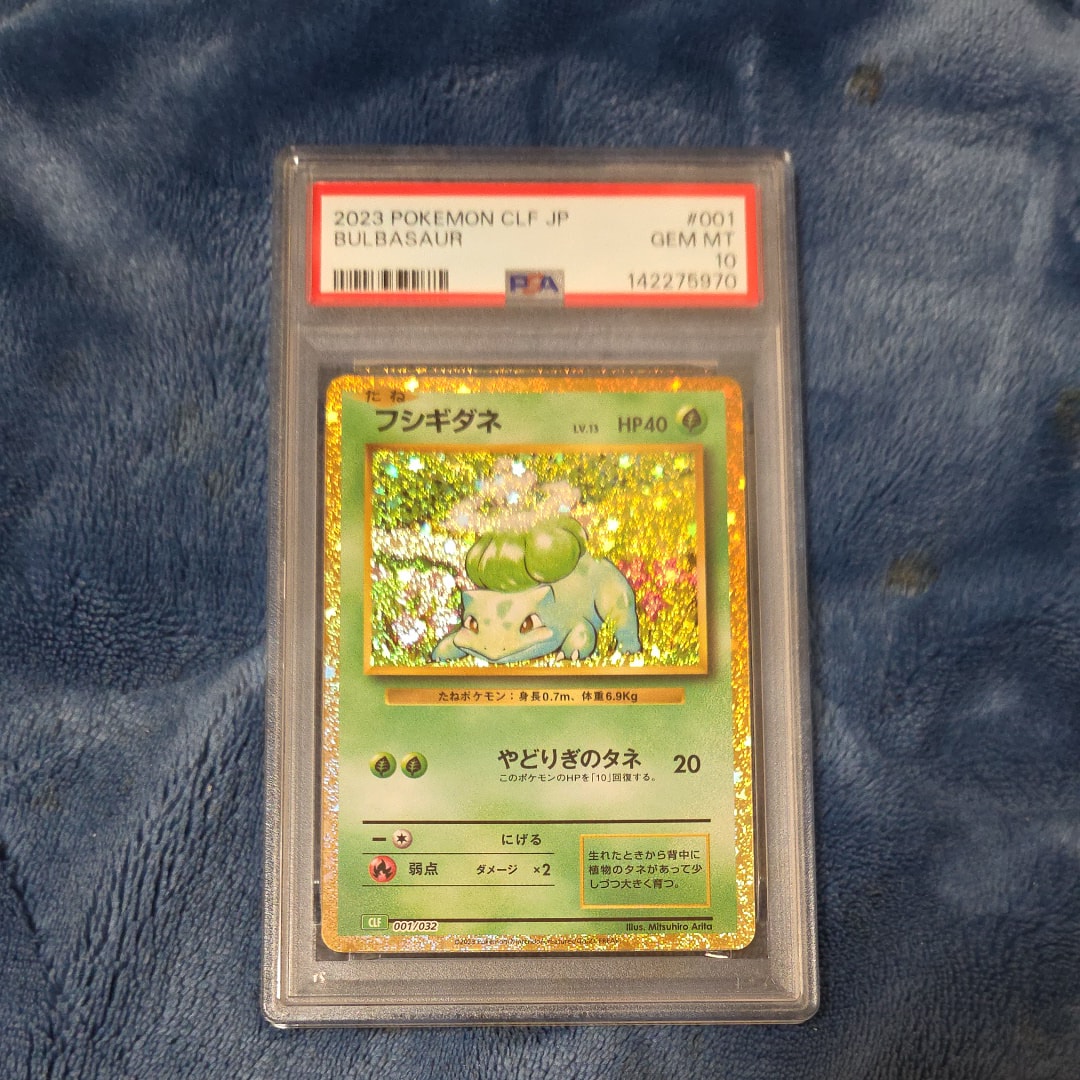 2023 POKEMON CLF JP #001
BULBASAUR GEM MT
10
PSA 142275970
たね
フシギダネ LV.13 HP40
たねポケモン：身長0.7m、体重6.9Kg
やどりぎのタネ 20
このポケモンのHPを「10」回復する。
ー にげる
弱点 ダメージ ×2
生れたときから背中に
植物のタネがあって少
しづつ大きく育つ。
CLF 001/032
Illus. Mitsuhiro Arita